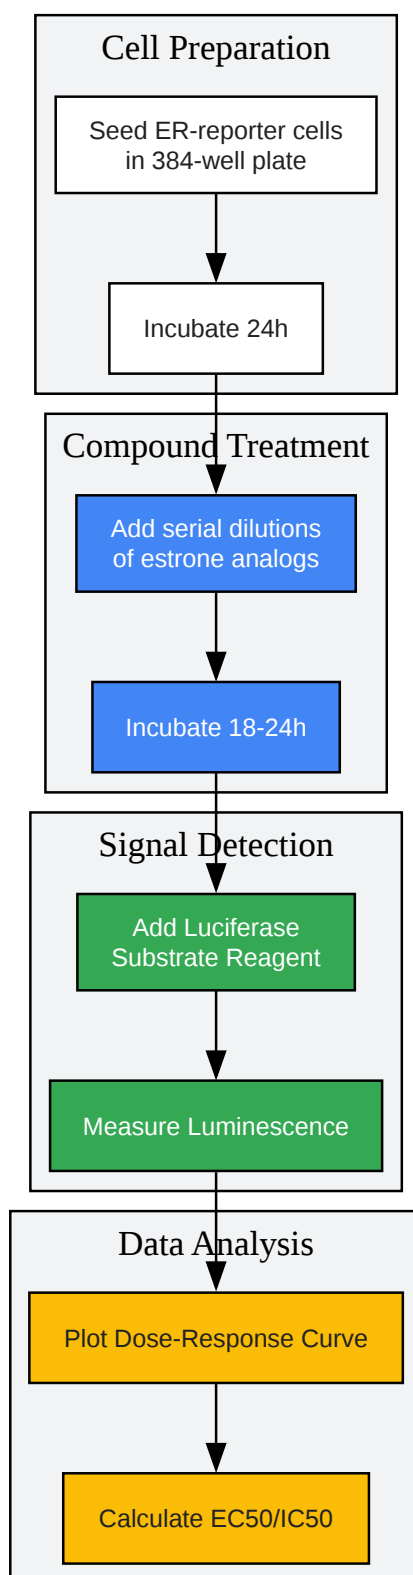 Cell Preparation
Seed ER-reporter cells
in 384-well plate
Incubate 24h
Compound Treatment
Add serial dilutions
of estrone analogs
Incubate 18-24h
Signal Detection
Add Luciferase
Substrate Reagent
Measure Luminescence
Data Analysis
Plot Dose-Response Curve
Calculate EC50/IC50